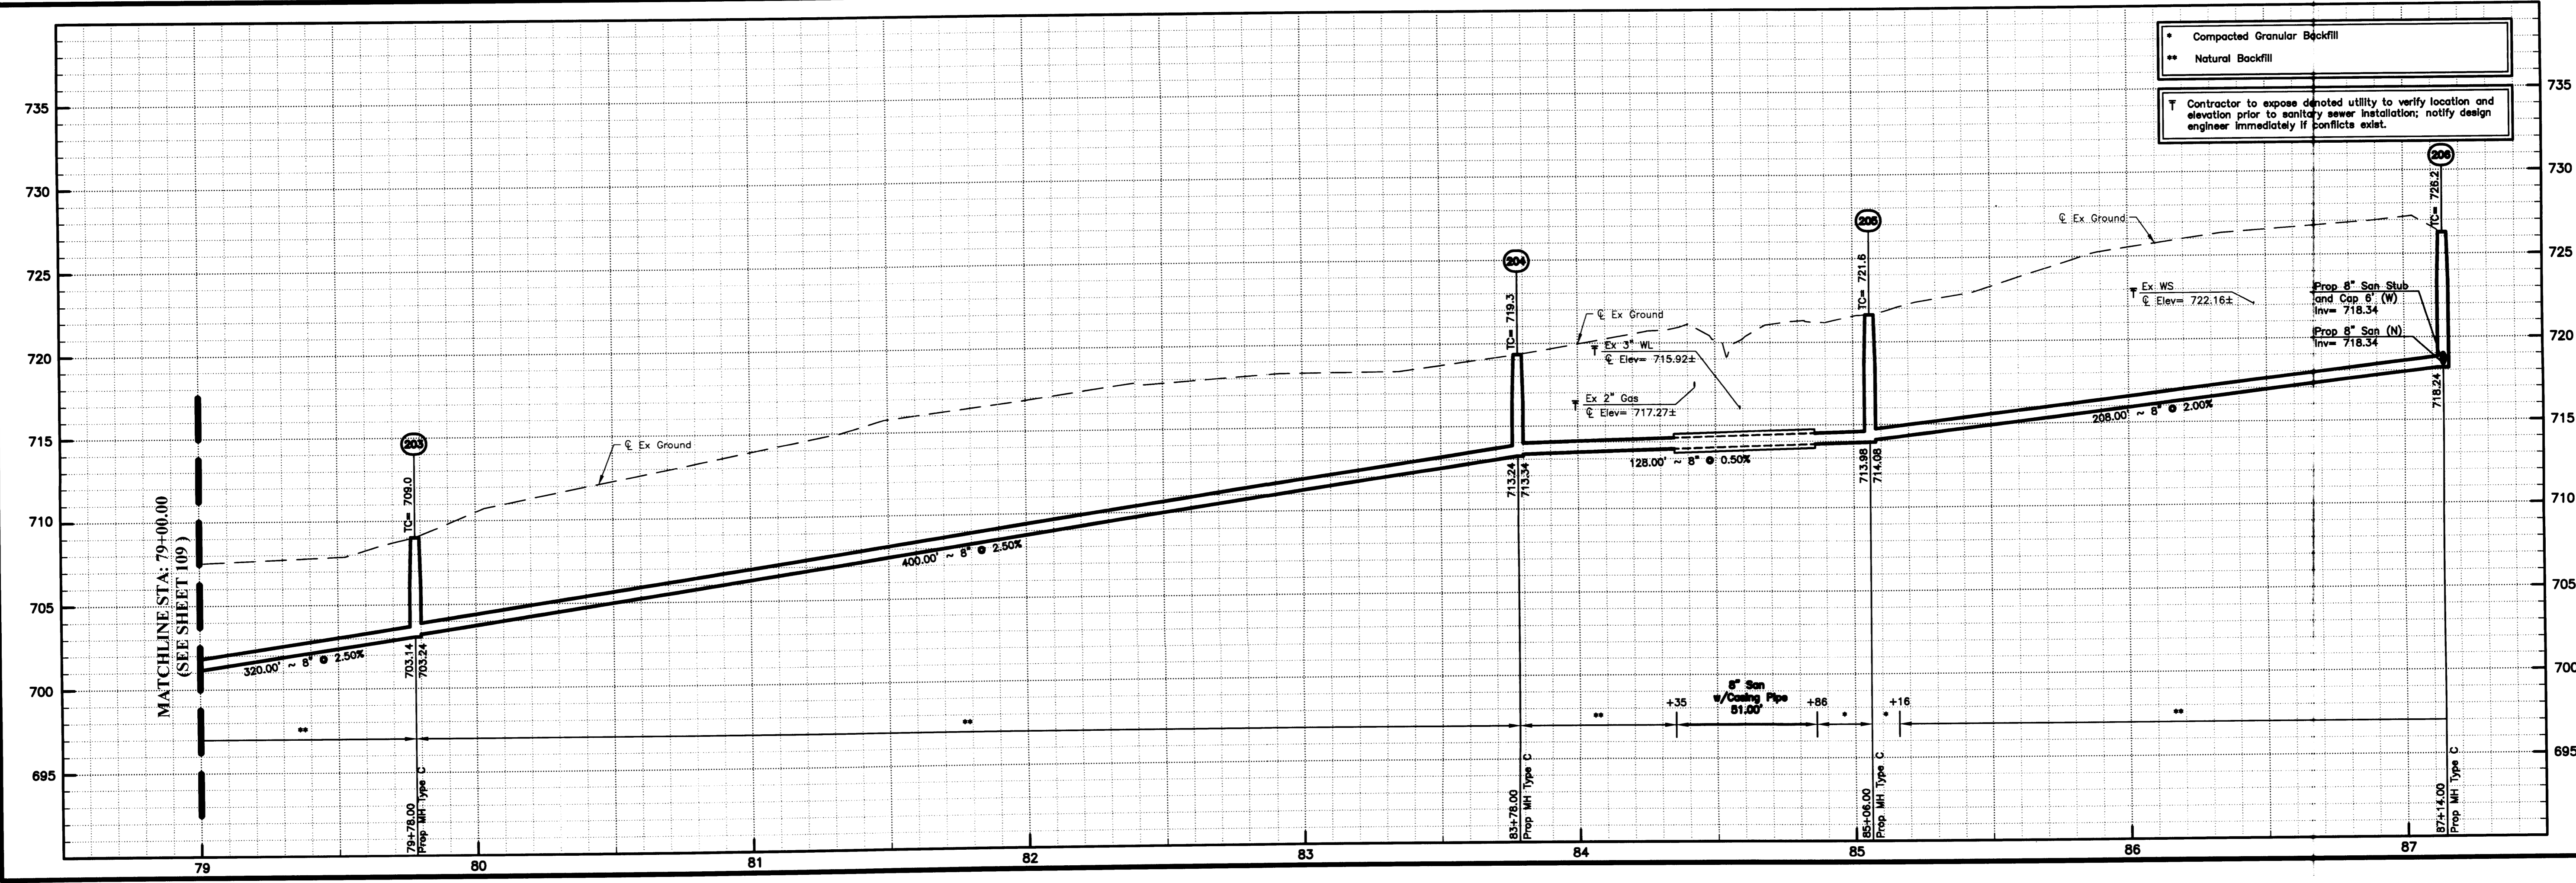 * Compacted Granular Backfill
** Natural Backfill
Contractor to expose denoted utility to verify location and
elevation prior to sanitary sewer installation; notify design
engineer immediately if conflicts exist.
735
730
725
720
715
710
705
700
695
735
730
725
720
715
710
705
700
695
MATCHLINE STA: 79+00.00
(SEE SHEET 109 )
203
TC= 709.0
℄ Ex Ground
320.00' ~ 8" @ 2.50%
703.14
703.24
400.00' ~ 8" @ 2.50%
204
TC= 719.3
℄ Ex Ground
Ex 3" WL
℄ Elev= 715.92±
Ex 2" Gas
℄ Elev= 717.27±
713.24
713.34
128.00' ~ 8" @ 0.50%
205
TC= 721.6
713.98
714.08
℄ Ex Ground
Ex WS
℄ Elev= 722.16±
208.00' ~ 8" @ 2.00%
206
TC= 726.2
Prop 8" San Stub
and Cap 6' (W)
Inv= 718.34
Prop 8" San (N)
Inv= 718.34
718.24
**
**
**
+35
8" San
w/Casing Pipe
51.00'
+86
*
*
+16
**
79+78.00
Prop MH Type C
83+78.00
Prop MH Type C
85+06.00
Prop MH Type C
87+14.00
Prop MH Type C
79
80
81
82
83
84
85
86
87